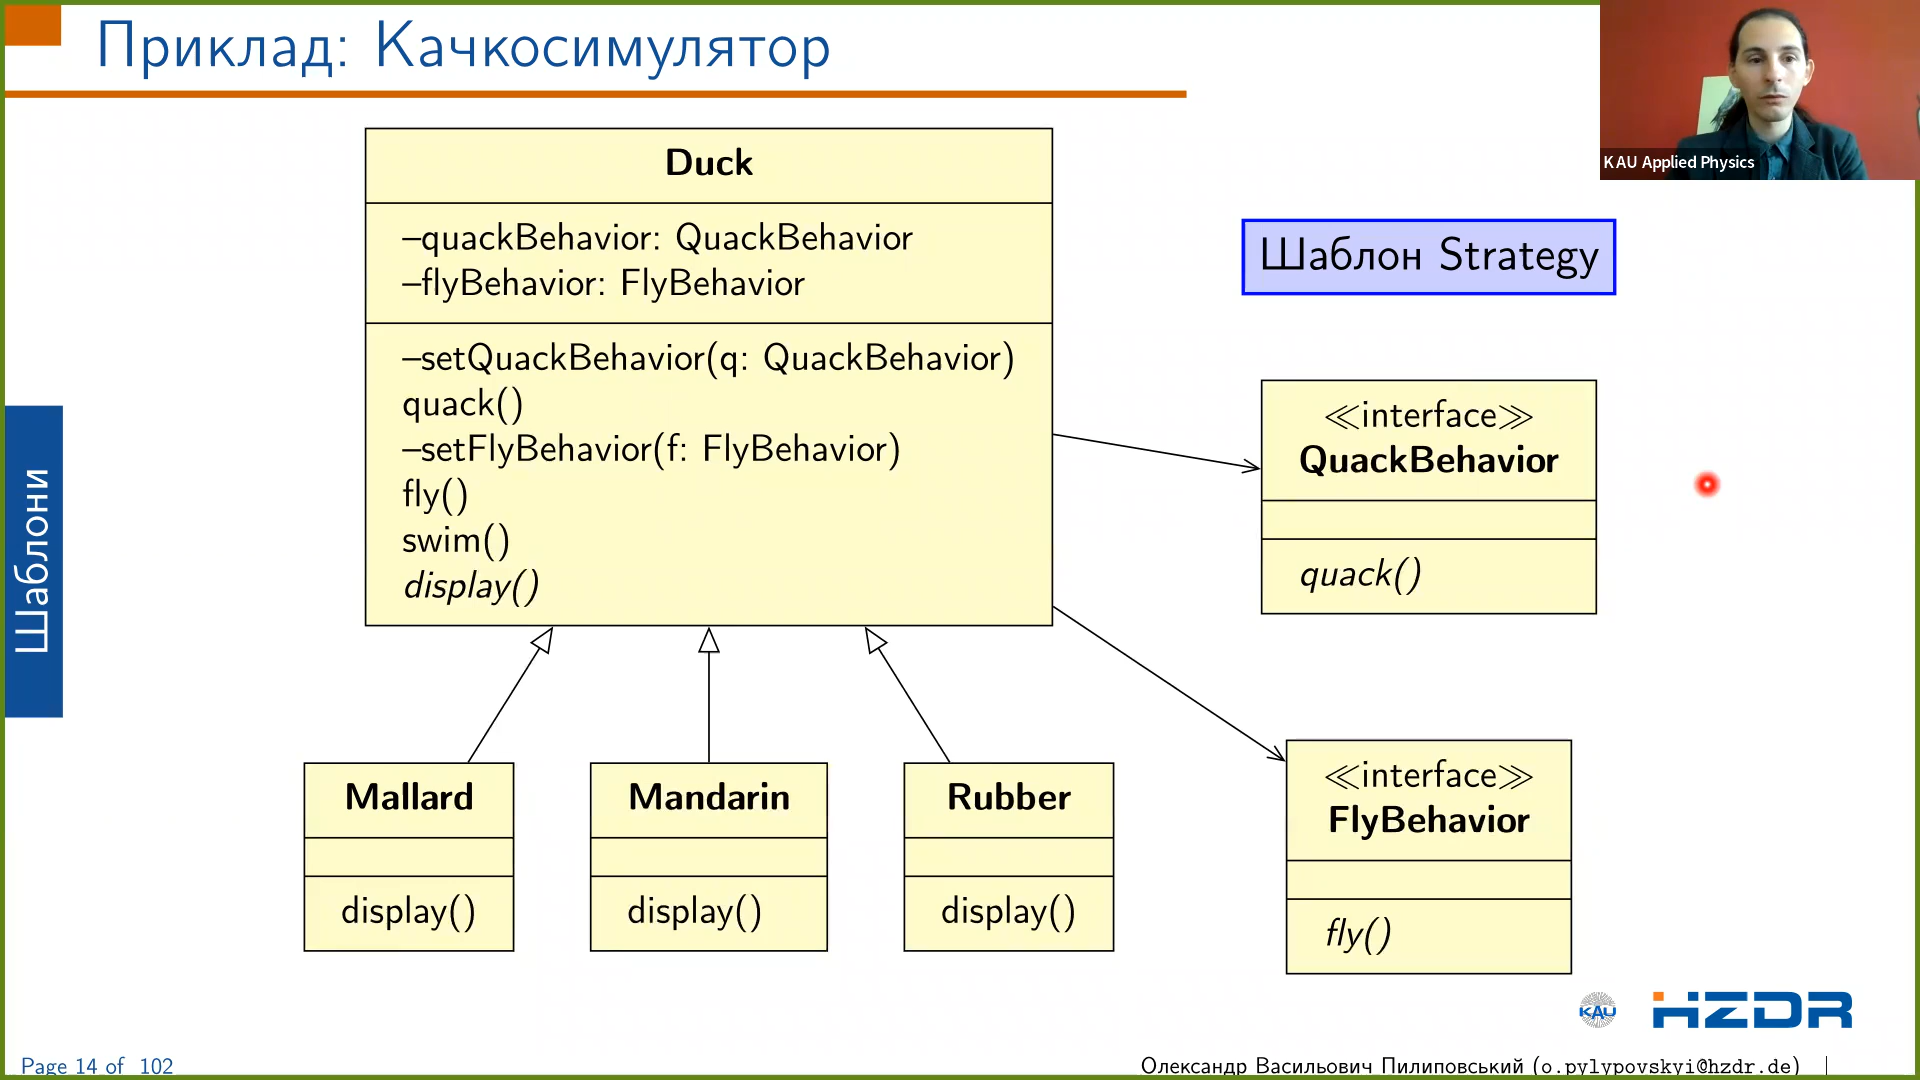 Приклад: Качкосимулятор
KAU Applied Physics
Duck
–quackBehavior: QuackBehavior
–flyBehavior: FlyBehavior
–setQuackBehavior(q: QuackBehavior)
quack()
–setFlyBehavior(f: FlyBehavior)
fly()
swim()
display()
Шаблон Strategy
≪interface≫
QuackBehavior
quack()
Шаблони
Mallard
display()
Mandarin
display()
Rubber
display()
≪interface≫
FlyBehavior
fly()
KAU
HZDR
Page 14 of 102
Олександр Васильович Пилиповський (o.pylypovskyi@hzdr.de)